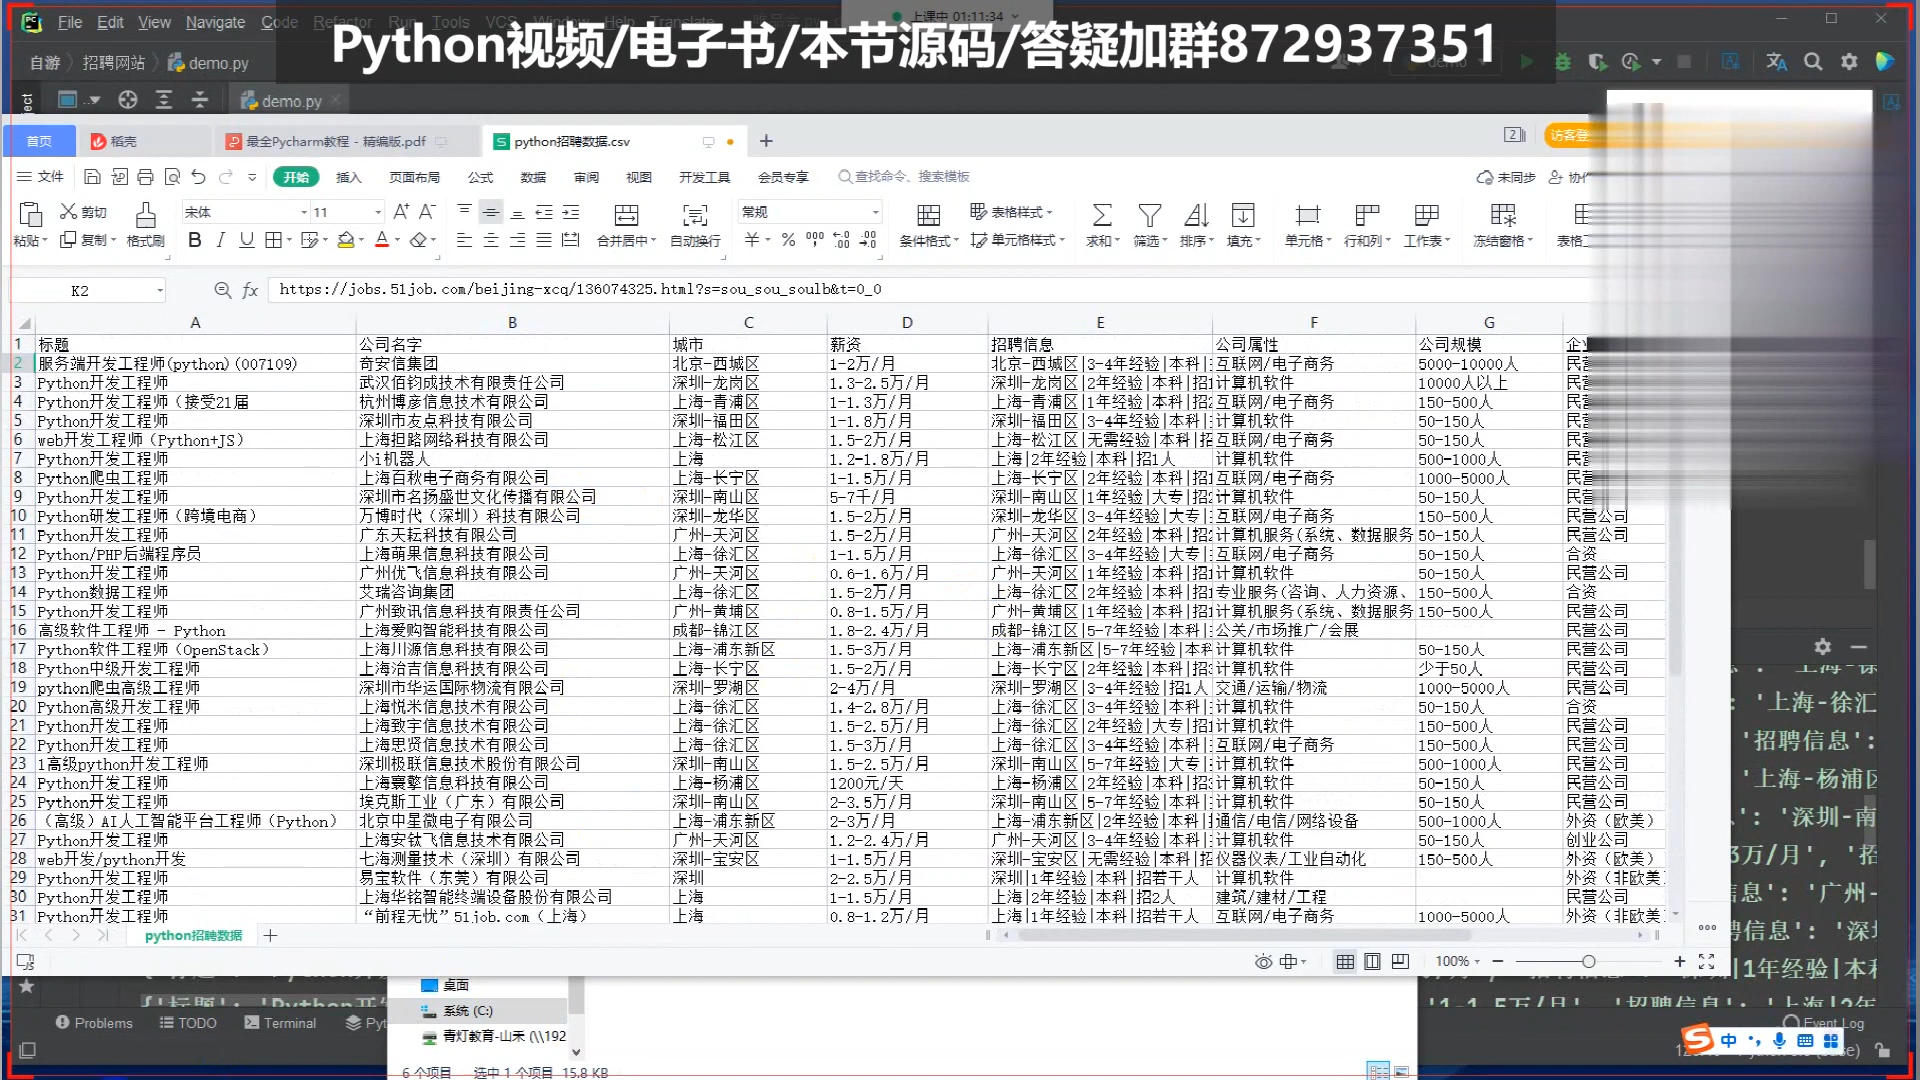 File Edit View Navigate Code Refactor Run Tools VCS Window Help Translate
上课中 01:11:34
Python视频/电子书/本节源码/答疑加群872937351
自游 招聘网站 demo.py
demo.py
首页 稻壳 最全Pycharm教程 - 精编版.pdf python招聘数据.csv
访客登
文件 开始 插入 页面布局 公式 数据 审阅 视图 开发工具 会员专享 查找命令、搜索模板 未同步 协作
粘贴 剪切 复制 格式刷 宋体 11 合并居中 自动换行 常规 条件格式 表格样式 单元格样式 求和 筛选 排序 填充 单元格 行和列 工作表 冻结窗格 表格工
K2 fx https://jobs.51job.com/beijing-xcq/136074325.html?s=sou_sou_soulb&t=0_0
A B C D E F G
1 标题 公司名字 城市 薪资 招聘信息 公司属性 公司规模 企业
2 服务端开发工程师(python)(007109) 奇安信集团 北京-西城区 1-2万/月 北京-西城区|3-4年经验|本科|招 互联网/电子商务 5000-10000人 民营
3 Python开发工程师 武汉佰钧成技术有限责任公司 深圳-龙岗区 1.3-2.5万/月 深圳-龙岗区|2年经验|本科|招1 计算机软件 10000人以上 民营
4 Python开发工程师（接受21届 杭州博彦信息技术有限公司 上海-青浦区 1-1.3万/月 上海-青浦区|1年经验|本科|招2 互联网/电子商务 150-500人 民营
5 Python开发工程师 深圳市友点科技有限公司 深圳-福田区 1-1.8万/月 深圳-福田区|3-4年经验|本科|招 计算机软件 50-150人 民营
6 web开发工程师（Python+JS） 上海担路网络科技有限公司 上海-松江区 1.5-2万/月 上海-松江区|无需经验|本科|招 互联网/电子商务 50-150人 民营
7 Python开发工程师 小i机器人 上海 1.2-1.8万/月 上海|2年经验|本科|招1人 计算机软件 500-1000人 民营
8 Python爬虫工程师 上海百秋电子商务有限公司 上海-长宁区 1-1.5万/月 上海-长宁区|2年经验|本科|招1 互联网/电子商务 1000-5000人 民营
9 Python开发工程师 深圳市名扬盛世文化传播有限公司 深圳-南山区 5-7千/月 深圳-南山区|1年经验|大专|招2 计算机软件 50-150人 民营
10 Python研发工程师（跨境电商） 万博时代（深圳）科技有限公司 深圳-龙华区 1.5-2万/月 深圳-龙华区|3-4年经验|大专| 互联网/电子商务 150-500人 民营公司
11 Python开发工程师 广东天耘科技有限公司 广州-天河区 1.5-2万/月 广州-天河区|2年经验|本科|招1 计算机服务(系统、数据服务 50-150人 民营公司
12 Python/PHP后端程序员 上海萌果信息科技有限公司 上海-徐汇区 1-1.5万/月 上海-徐汇区|3-4年经验|大专| 互联网/电子商务 50-150人 合资
13 Python开发工程师 广州优飞信息科技有限公司 广州-天河区 0.6-1.6万/月 广州-天河区|1年经验|本科|招1 计算机软件 50-150人 民营公司
14 Python数据工程师 艾瑞咨询集团 上海-徐汇区 1.5-2万/月 上海-徐汇区|2年经验|本科|招1 专业服务(咨询、人力资源、 150-500人 合资
15 Python开发工程师 广州致讯信息科技有限责任公司 广州-黄埔区 0.8-1.5万/月 广州-黄埔区|1年经验|本科|招1 计算机服务(系统、数据服务 150-500人 民营公司
16 高级软件工程师 - Python 上海爱购智能科技有限公司 成都-锦江区 1.8-2.4万/月 成都-锦江区|5-7年经验|本科| 公关/市场推广/会展 民营公司
17 Python软件工程师（OpenStack） 上海川源信息科技有限公司 上海-浦东新区 1.5-3万/月 上海-浦东新区|5-7年经验|本科 计算机软件 50-150人 民营公司
18 Python中级开发工程师 上海洽吉信息科技有限公司 上海-长宁区 1.5-2万/月 上海-长宁区|2年经验|本科|招3 计算机软件 少于50人 民营公司
19 python爬虫高级工程师 深圳市华运国际物流有限公司 深圳-罗湖区 2-4万/月 深圳-罗湖区|3-4年经验|招1人 交通/运输/物流 1000-5000人 民营公司
20 Python高级开发工程师 上海悦米信息技术有限公司 上海-徐汇区 1.4-2.8万/月 上海-徐汇区|3-4年经验|本科| 计算机软件 50-150人 合资
21 Python开发工程师 上海致宇信息技术有限公司 上海-徐汇区 1.5-2.5万/月 上海-徐汇区|2年经验|大专|招1 计算机软件 150-500人 民营公司
22 Python开发工程师 上海思贤信息技术有限公司 上海-徐汇区 1.5-3万/月 上海-徐汇区|3-4年经验|本科| 互联网/电子商务 150-500人 民营公司
23 1高级python开发工程师 深圳极联信息技术股份有限公司 深圳-南山区 1.5-2.5万/月 深圳-南山区|5-7年经验|大专| 计算机软件 500-1000人 民营公司
24 Python开发工程师 上海寰擎信息科技有限公司 上海-杨浦区 1200元/天 上海-杨浦区|2年经验|本科|招3 计算机软件 50-150人 民营公司
25 Python开发工程师 埃克斯工业（广东）有限公司 深圳-南山区 2-3.5万/月 深圳-南山区|5-7年经验|本科| 计算机软件 50-150人 民营公司
26 （高级）AI人工智能平台工程师（Python） 北京中星微电子有限公司 上海-浦东新区 2-3万/月 上海-浦东新区|2年经验|本科| 通信/电信/网络设备 500-1000人 外资（欧美）
27 Python开发工程师 上海安钛飞信息技术有限公司 广州-天河区 1.2-2.4万/月 广州-天河区|3-4年经验|本科| 计算机软件 50-150人 创业公司
28 web开发/python开发 七海测量技术（深圳）有限公司 深圳-宝安区 1-1.5万/月 深圳-宝安区|无需经验|本科|招 仪器仪表/工业自动化 150-500人 外资（欧美）
29 Python开发工程师 易宝软件（东莞）有限公司 深圳 2-2.5万/月 深圳|1年经验|本科|招若干人 计算机软件 外资（非欧美
30 Python开发工程师 上海华铭智能终端设备股份有限公司 上海 1-1.5万/月 上海|2年经验|本科|招2人 建筑/建材/工程 民营公司
31 Python开发工程师 “前程无忧”51job.com（上海） 上海 0.8-1.2万/月 上海|1年经验|本科|招若干人 互联网/电子商务 1000-5000人 外资（非欧美
: '上海-徐汇
'招聘信息':
'上海-杨浦区
': '深圳-南
3万/月', '招
信息': '广州-
聘信息': '深圳
|1年经验|本科
'1-1.5万/月', '招聘信息': '上海|2年
python招聘数据
100%
{'标题': 'Python开发
桌面
系统 (C:)
青灯教育-山禾 (\\192
6 个项目 选中 1 个项目 15.8 KB
Problems TODO Terminal Pyt
Event Log
中